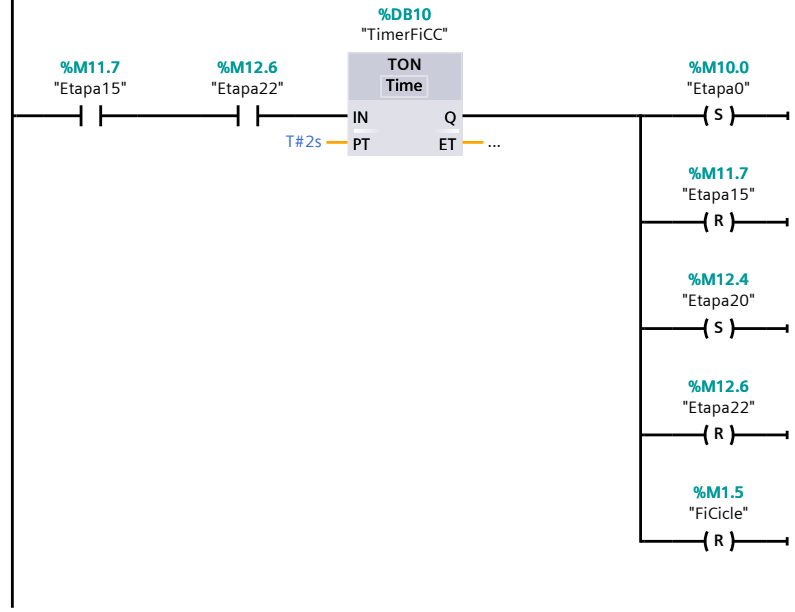 %DB10
"TimerFiCC"
%M11.7
"Etapa15"
%M12.6
"Etapa22"
TON
Time
%M10.0
"Etapa0"
IN
Q
S
T#2s
PT
ET
...
%M11.7
"Etapa15"
R
%M12.4
"Etapa20"
S
%M12.6
"Etapa22"
R
%M1.5
"FiCicle"
R